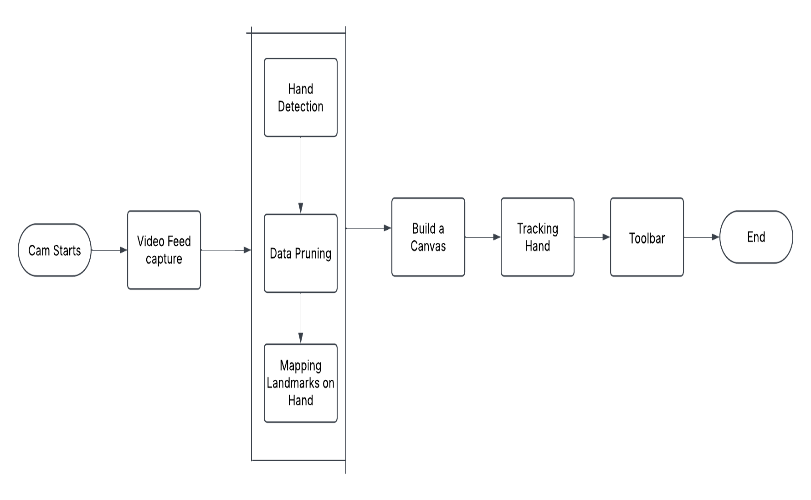 Cam Starts
Video Feed
capture
Hand
Detection
Data Pruning
Mapping
Landmarks on
Hand
Build a
Canvas
Tracking
Hand
Toolbar
End